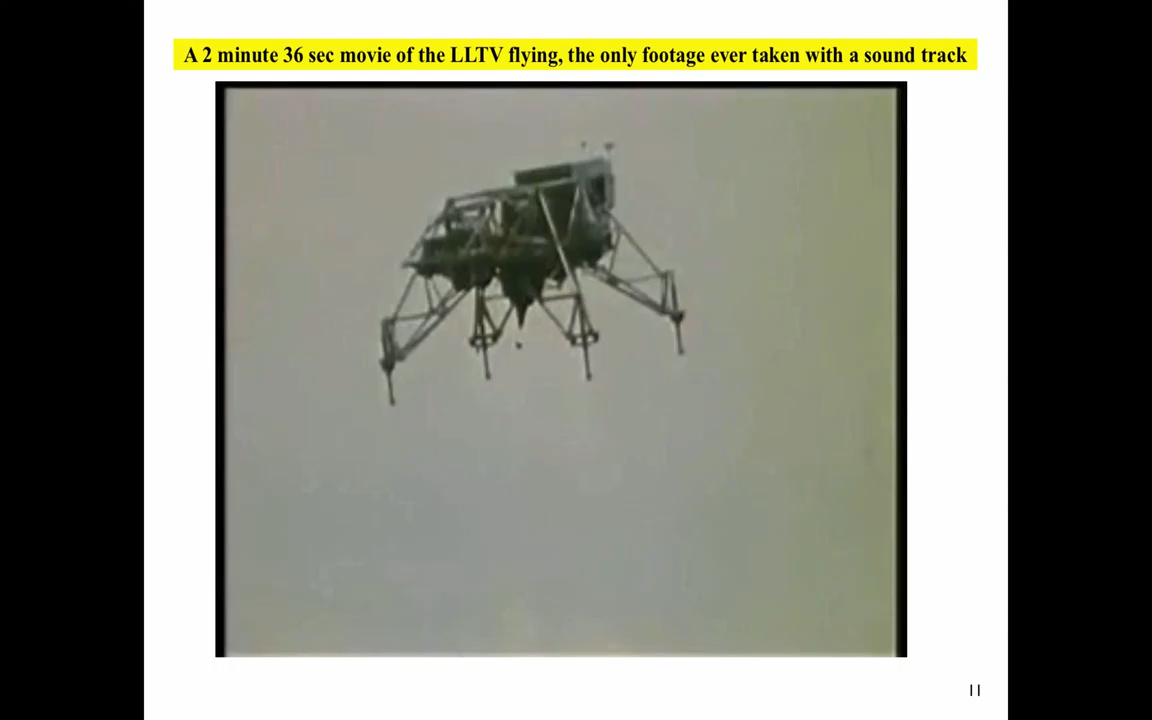 A 2 minute 36 sec movie of the LLTV flying, the only footage ever taken with a sound track
11